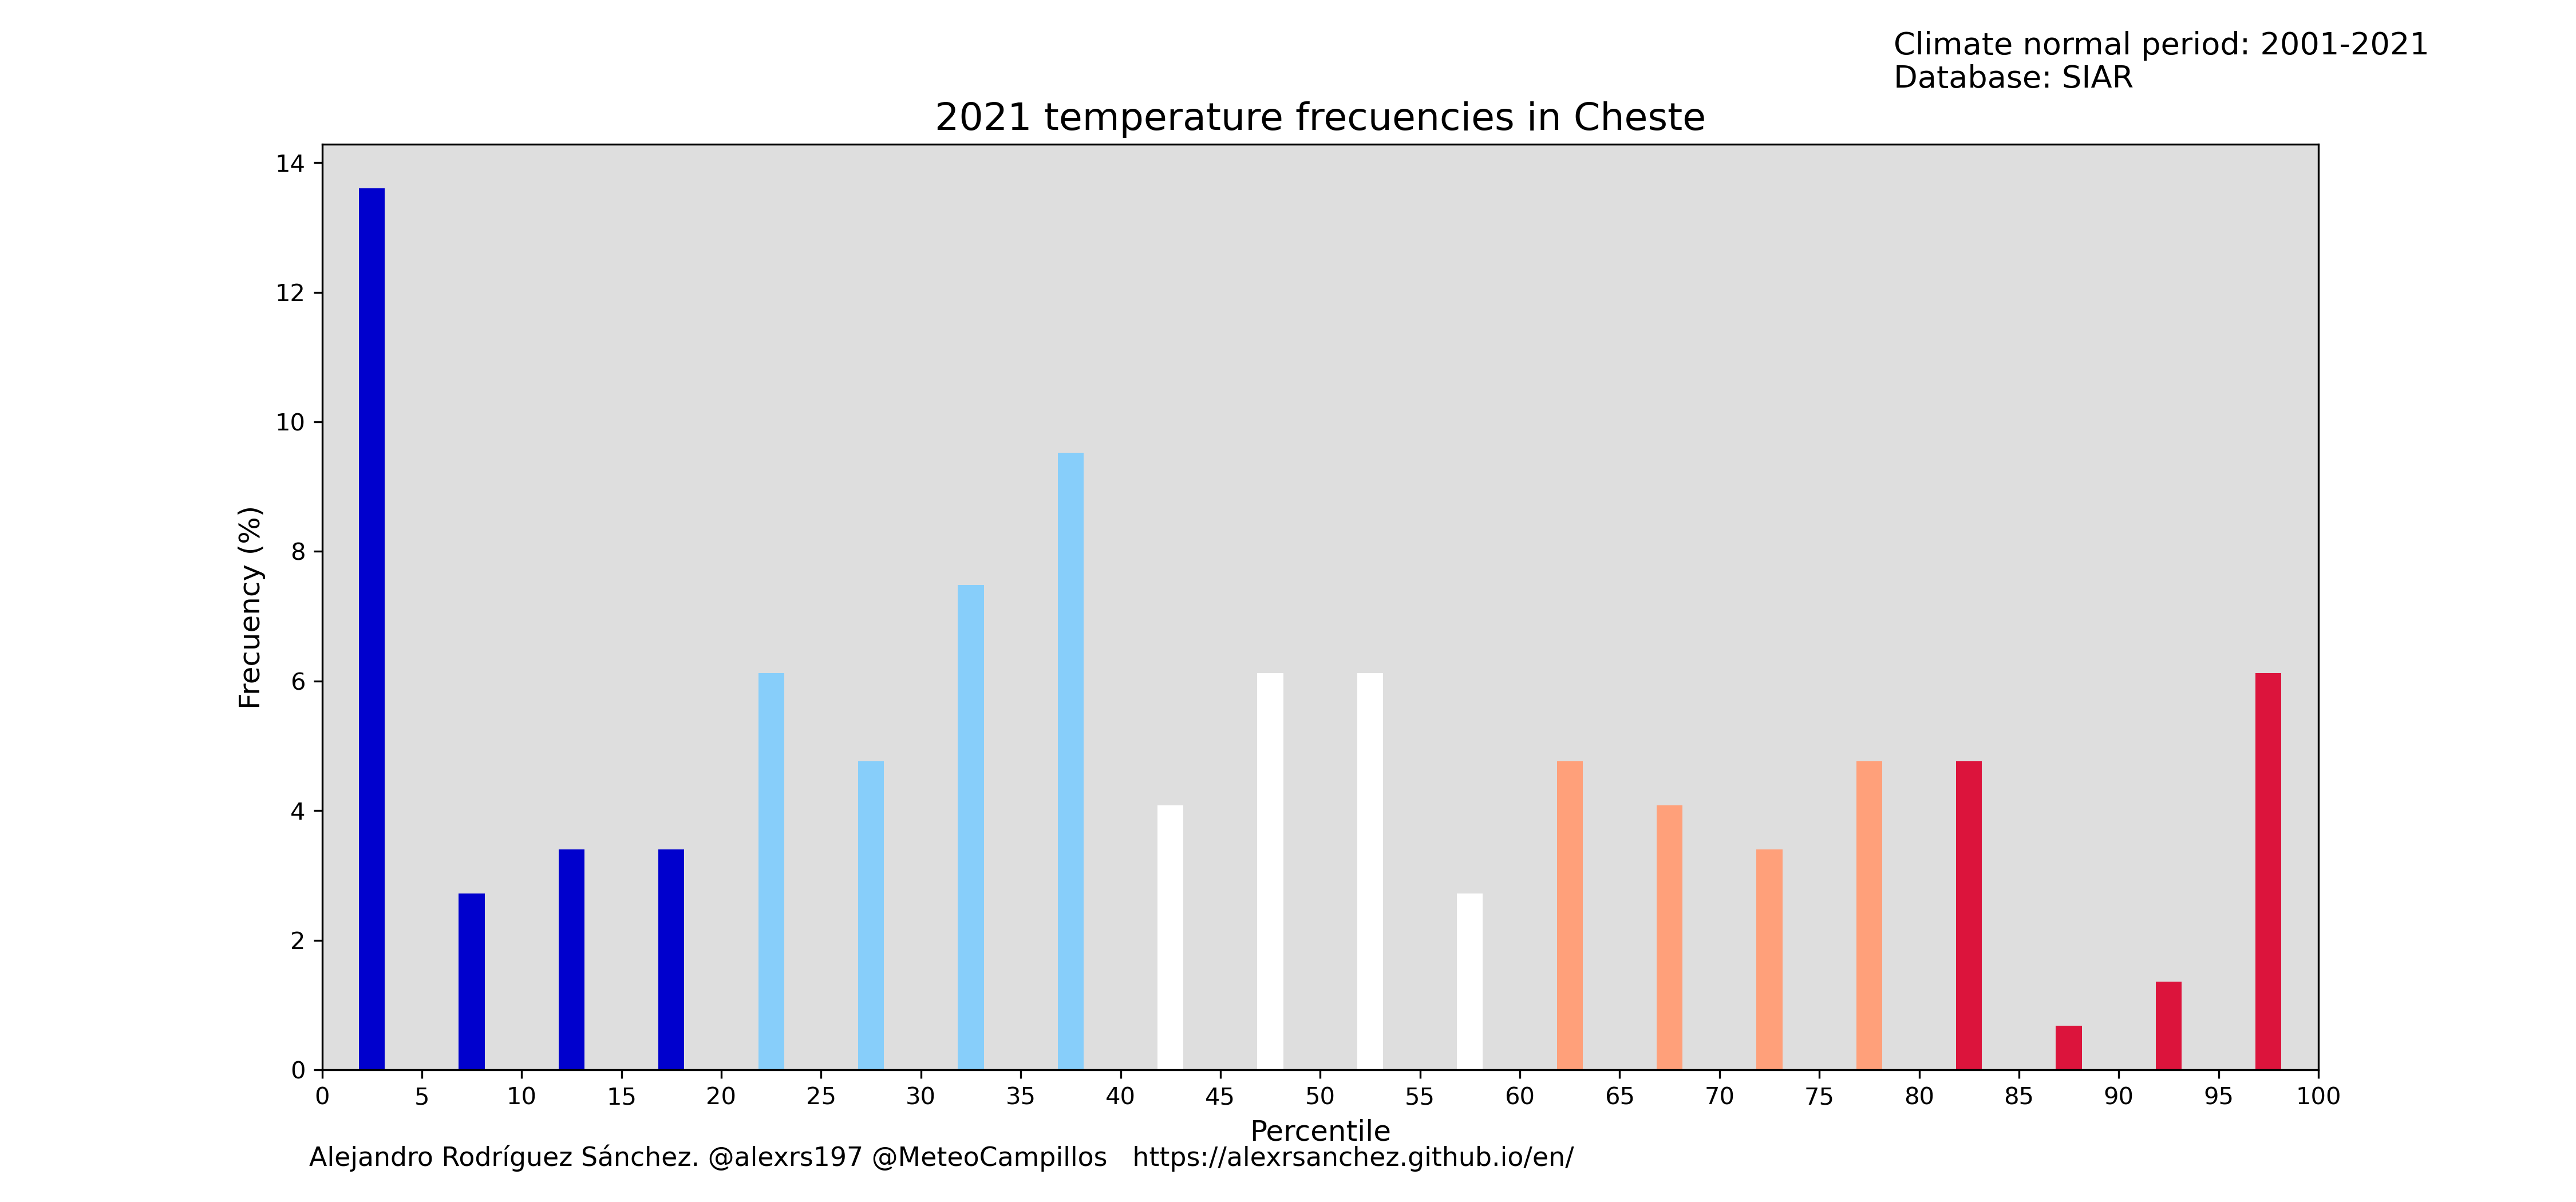 Climate normal period: 2001-2021
Database: SIAR
2021 temperature frecuencies in Cheste
14
12
10
8
6
4
2
0
Frecuency (%)
0 5 10 15 20 25 30 35 40 45 50 55 60 65 70 75 80 85 90 95 100
Percentile
Alejandro Rodríguez Sánchez. @alexrs197 @MeteoCampillos https://alexrsanchez.github.io/en/